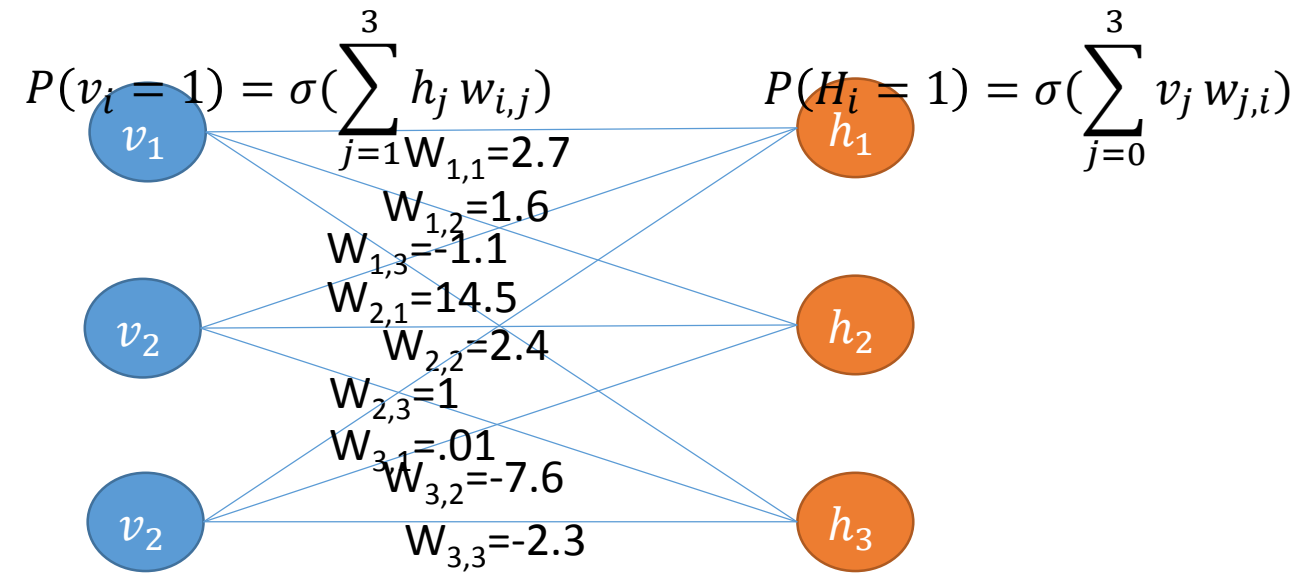 P(v_i = 1) = σ(∑_{j=1}^{3} h_j w_{i,j})
P(H_i = 1) = σ(∑_{j=0}^{3} v_j w_{j,i})
v_1
h_1
W_{1,1}=2.7
W_{1,2}=1.6
W_{1,3}=-1.1
W_{2,1}=14.5
v_2
h_2
W_{2,2}=2.4
W_{2,3}=1
W_{3,1}=.01
W_{3,2}=-7.6
v_2
h_3
W_{3,3}=-2.3